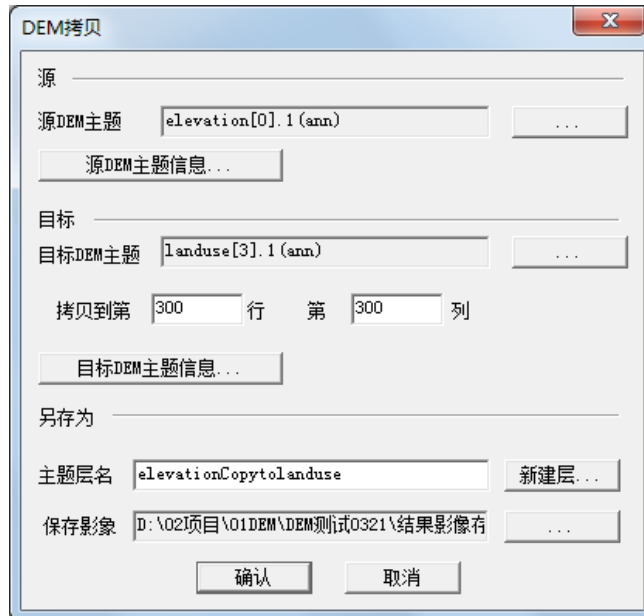 DEM拷贝
源
源DEM主题 elevation[0].1(ann) ...
源DEM主题信息...
目标
目标DEM主题 landuse[3].1(ann) ...
拷贝到第 300 行 第 300 列
目标DEM主题信息...
另存为
主题层名 elevationCopytolanduse 新建层...
保存影象 D:\02项目\01DEM\DEM测试0321\结果影像存 ...
确认 取消